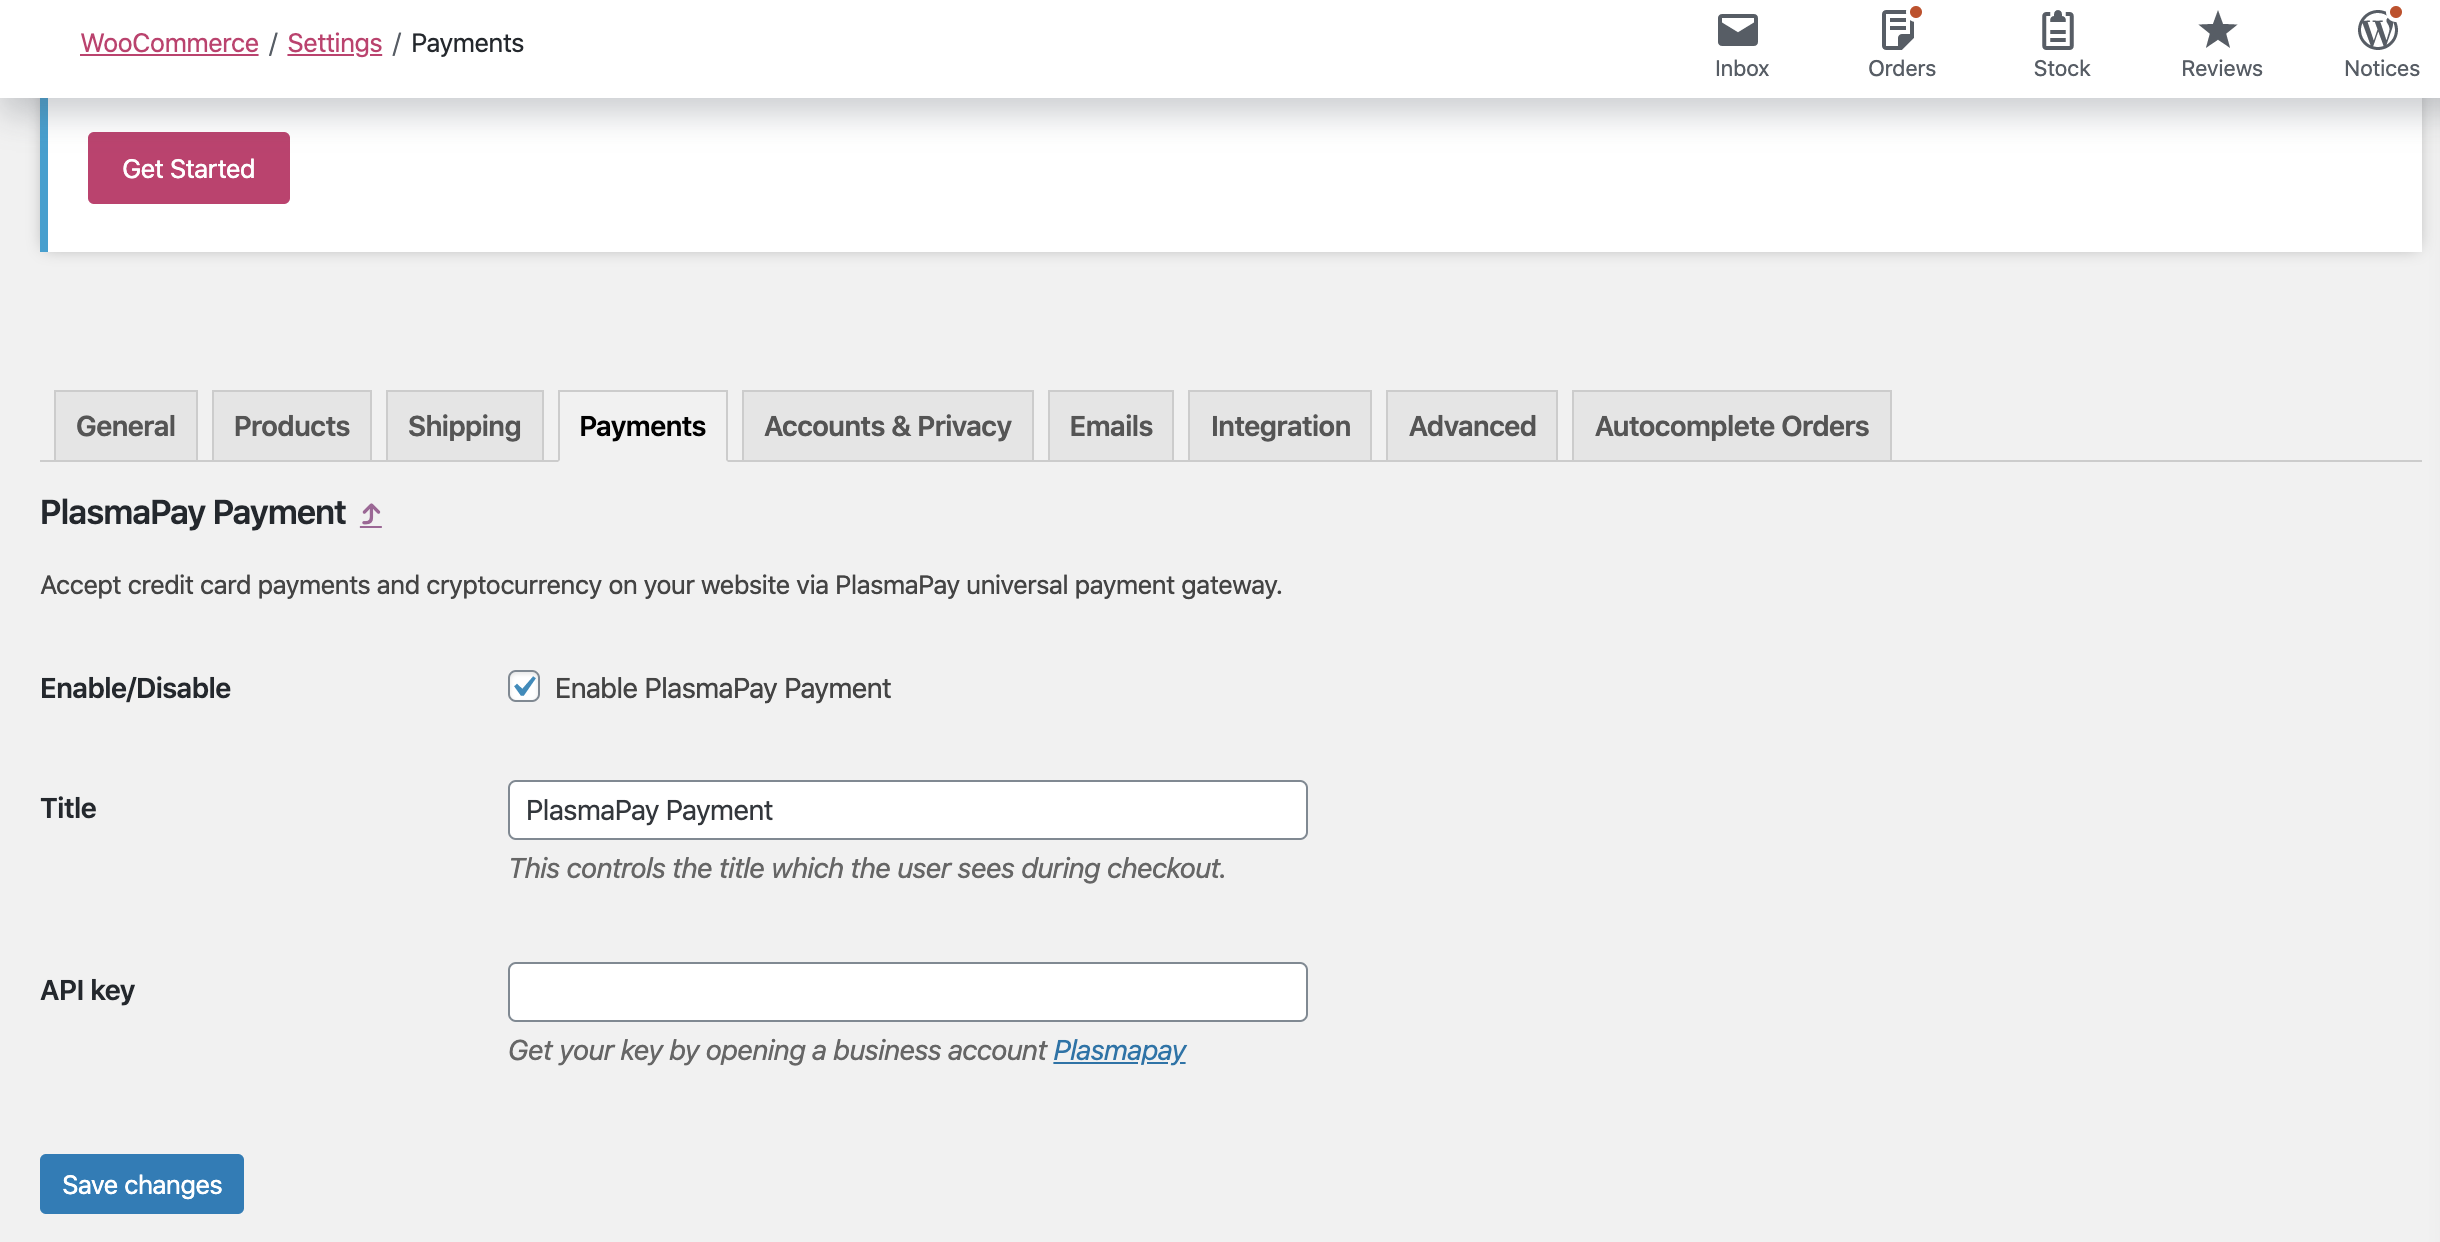 WooCommerce / Settings / Payments
Inbox
Orders
Stock
Reviews
Notices
Get Started
General
Products
Shipping
Payments
Accounts & Privacy
Emails
Integration
Advanced
Autocomplete Orders
PlasmaPay Payment ⤴
Accept credit card payments and cryptocurrency on your website via PlasmaPay universal payment gateway.
Enable/Disable
Enable PlasmaPay Payment
Title
PlasmaPay Payment
This controls the title which the user sees during checkout.
API key
Get your key by opening a business account Plasmapay
Save changes